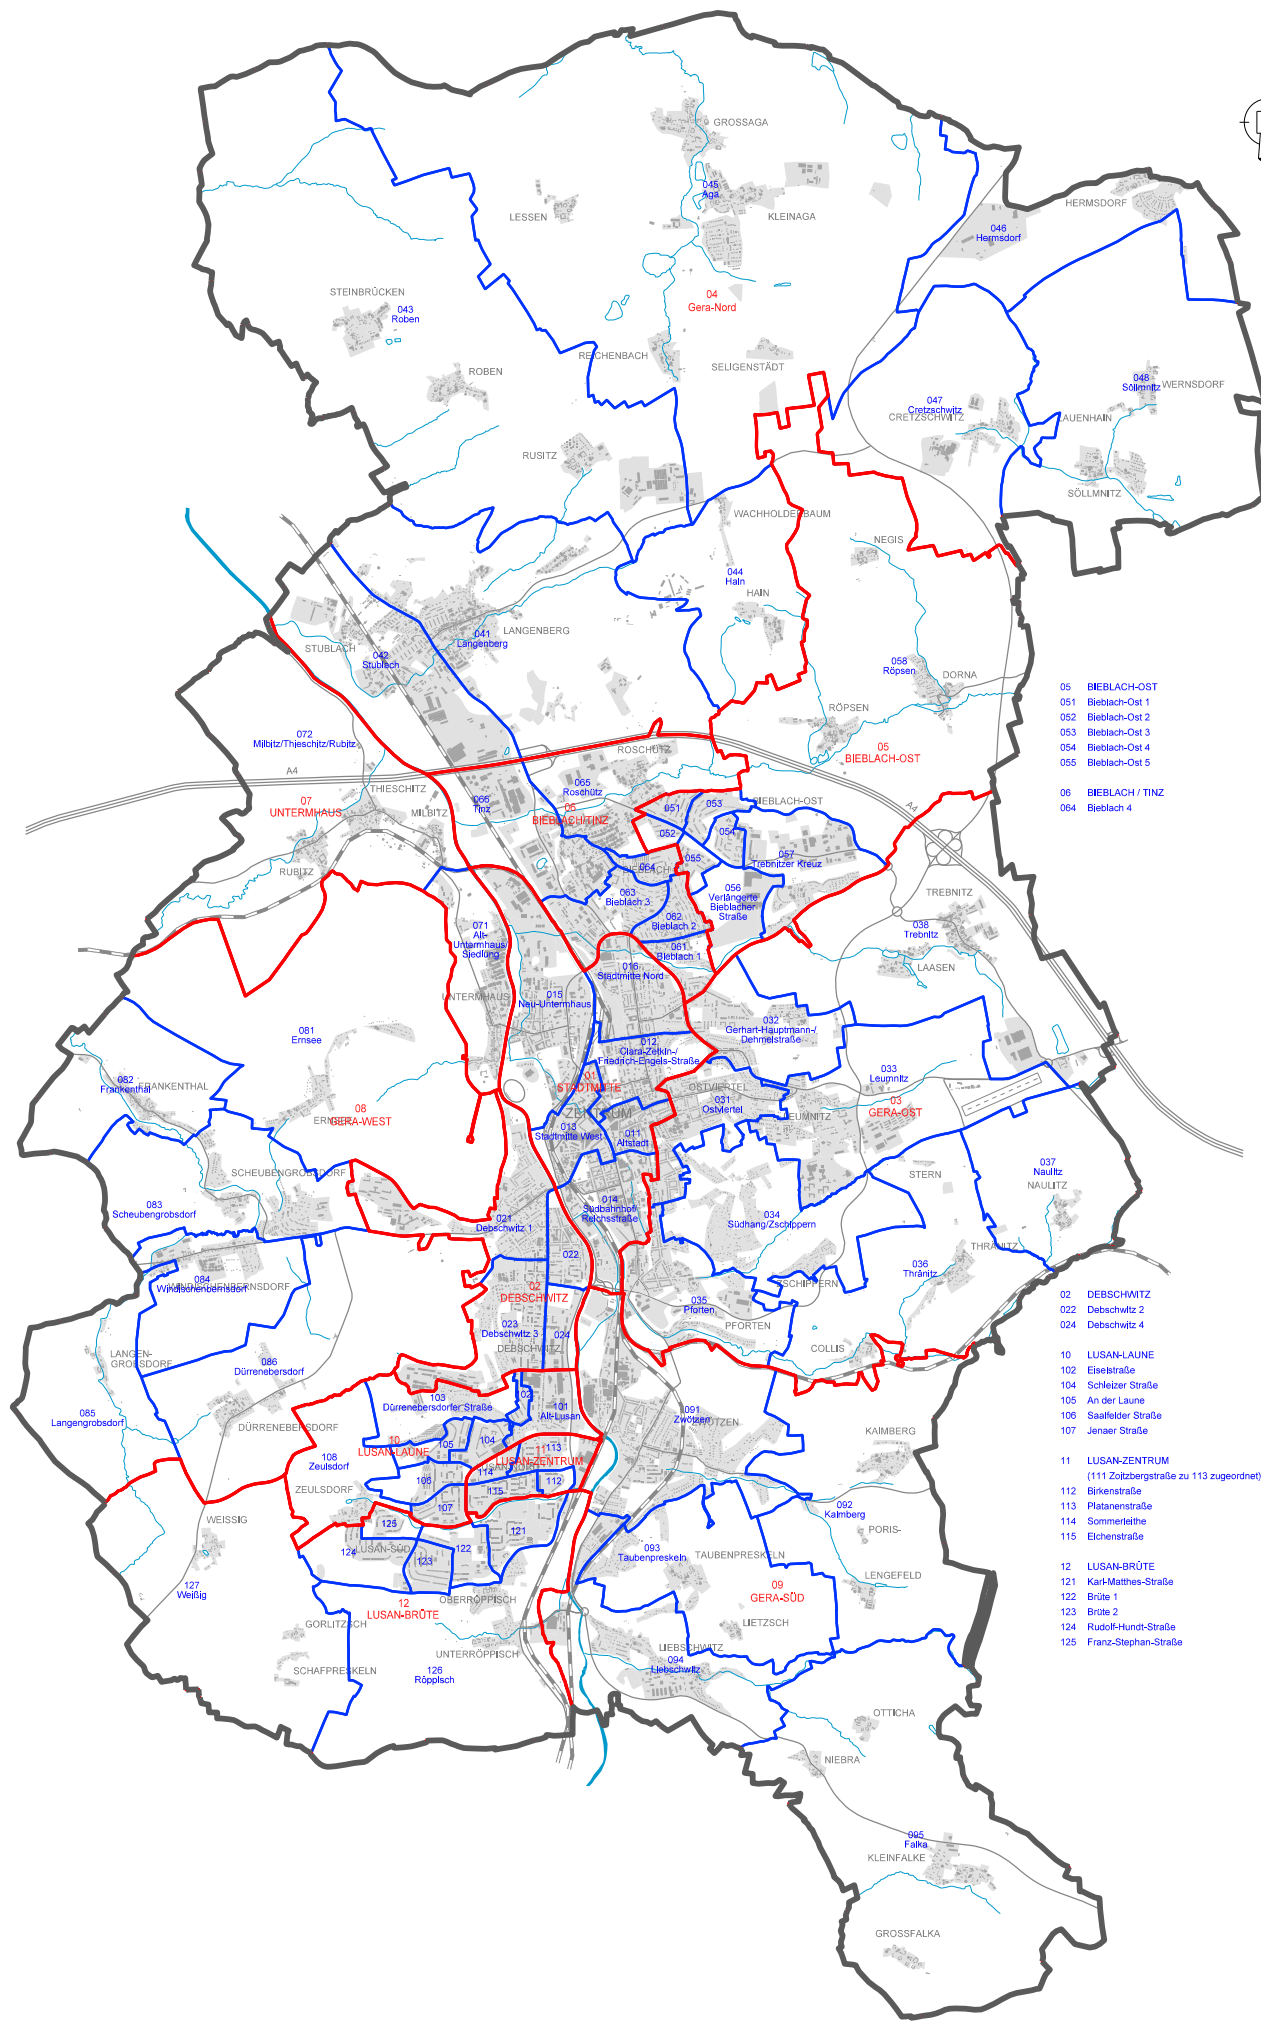 GROSSAGA
045
Aga
LESSEN
KLEINAGA
HERMSDORF
046
Hermsdorf
04
Gera-Nord
STEINBRÜCKEN
043
Roben
REICHENBACH
SELIGENSTÄDT
ROBEN
048
Söllmnitz
WERNSDORF
047
Cretzschwitz
CRETZSCHWITZ
LAUENHAIN
RUSITZ
SÖLLMNITZ
WACHHOLDERBAUM
NEGIS
044
Hain
HAIN
041
Langenberg
LANGENBERG
STUBLACH
042
Stublach
058
Röpsen
DORNA
RÖPSEN
05
BIEBLACH-OST
072
Milbitz/Thieschitz/Rubitz
ROSCHÜTZ
A4
THIESCHITZ
065
Roschütz
066
Tinz
07
UNTERMHAUS
MILBITZ
06
BIEBLACH/TINZ
051
053
BIEBLACH-OST
A4
052
054
RUBITZ
055
057
Trebnitzer Kreuz
BIEBLACH
064
063
Bieblach 3
056
Verlängerte
Bieblacher
Straße
062
Bieblach 2
TREBNITZ
071
Alt-
Untermhaus/
Siedlung
038
Trebnitz
061
Bieblach 1
LAASEN
016
Stadtmitte Nord
UNTERMHAUS
015
Neu-Untermhaus
032
Gerhart-Hauptmann-/
Dehmelstraße
081
Ernsee
012
Clara-Zetkin-/
Friedrich-Engels-Straße
033
Leumnitz
082
Frankenthal
FRANKENTHAL
01
STADTMITTE
OSTVIERTEL
031
Ostviertel
03
GERA-OST
LEUMNITZ
ZENTRUM
08
GERA-WEST
ERNSEE
013
Stadtmitte West
011
Altstadt
037
Naulitz
NAULITZ
SCHEUBENGROBSDORF
STERN
083
Scheubengrobsdorf
014
Südbahnhof/
Reichsstraße
034
Südhang/Zschippern
021
Debschwitz 1
THRÄNITZ
036
Thränitz
022
ZSCHIPPERN
084
Windischenbernsdorf
WINDISCHENBERNSDORF
02
DEBSCHWITZ
035
Pforten
PFORTEN
023
Debschwitz 3
DEBSCHWITZ
024
COLLIS
LANGEN-
GROBSDORF
086
Dürrenebersdorf
085
Langengrobsdorf
DÜRRENEBERSDORF
103
Dürrenebersdorfer Straße
102
101
Alt-Lusan
091
Zwötzen
ZWÖTZEN
KAIMBERG
10
LUSAN-LAUNE
105
104
11
LUSAN-ZENTRUM
113
108
Zeulsdorf
114
112
106
115
ZEULSDORF
107
092
Kaimberg
WEISSIG
125
121
PORIS-
LENGEFELD
124
LUSAN-SÜD
122
123
093
Taubenpreskeln
TAUBENPRESKELN
127
Weißig
12
LUSAN-BRÜTE
OBERRÖPPISCH
09
GERA-SÜD
LIETZSCH
GORLITZSCH
UNTERRÖPPISCH
LIEBSCHWITZ
094
Liebschwitz
SCHAFPRESKELN
126
Röppisch
OTTICHA
NIEBRA
095
Falka
KLEINFALKE
GROSSFALKA
05 BIEBLACH-OST
051 Bieblach-Ost 1
052 Bieblach-Ost 2
053 Bieblach-Ost 3
054 Bieblach-Ost 4
055 Bieblach-Ost 5
06 BIEBLACH / TINZ
064 Bieblach 4
02 DEBSCHWITZ
022 Debschwitz 2
024 Debschwitz 4
10 LUSAN-LAUNE
102 Eiselstraße
104 Schleizer Straße
105 An der Laune
106 Saalfelder Straße
107 Jenaer Straße
11 LUSAN-ZENTRUM
(111 Zoitzbergstraße zu 113 zugeordnet)
112 Birkenstraße
113 Platanenstraße
114 Sommerleithe
115 Eichenstraße
12 LUSAN-BRÜTE
121 Karl-Matthes-Straße
122 Brüte 1
123 Brüte 2
124 Rudolf-Hundt-Straße
125 Franz-Stephan-Straße